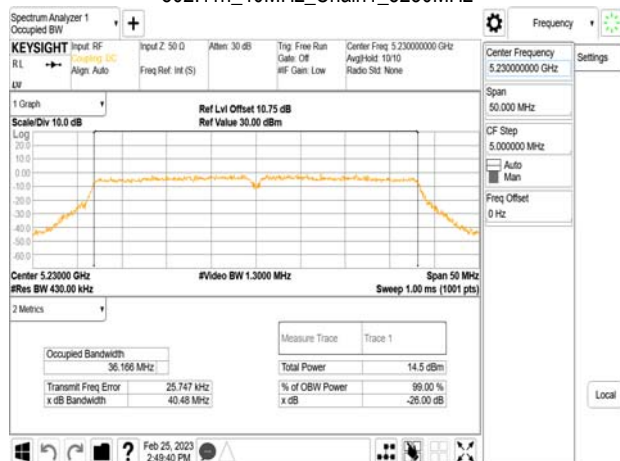 Spectrum Analyzer 1
Occupied BW
KEYSIGHT
RL
Input: RF
Coupling: DC
Align: Auto
Input Z: 50 Ω
Freq Ref: Int (S)
Atten: 30 dB
Trig: Free Run
Gate: Off
#IF Gain: Low
Center Freq: 5.230000000 GHz
Avg|Hold: 10/10
Radio Std: None
1 Graph
Scale/Div 10.0 dB
Ref Lvl Offset 10.75 dB
Ref Value 30.00 dBm
Log
20.0
10.0
0.00
-10.0
-20.0
-30.0
-40.0
-50.0
-60.0
Center 5.23000 GHz
#Res BW 430.00 kHz
#Video BW 1.3000 MHz
Span 50 MHz
Sweep 1.00 ms (1001 pts)
2 Metrics
Measure Trace Trace 1
Occupied Bandwidth
36.166 MHz
Total Power 14.5 dBm
Transmit Freq Error 25.747 kHz
% of OBW Power 99.00 %
x dB Bandwidth 40.48 MHz
x dB -26.00 dB
Feb 25, 2023
2:49:40 PM
Frequency
Center Frequency
5.230000000 GHz
Settings
Span
50.000 MHz
CF Step
5.000000 MHz
Auto
Man
Freq Offset
0 Hz
Local